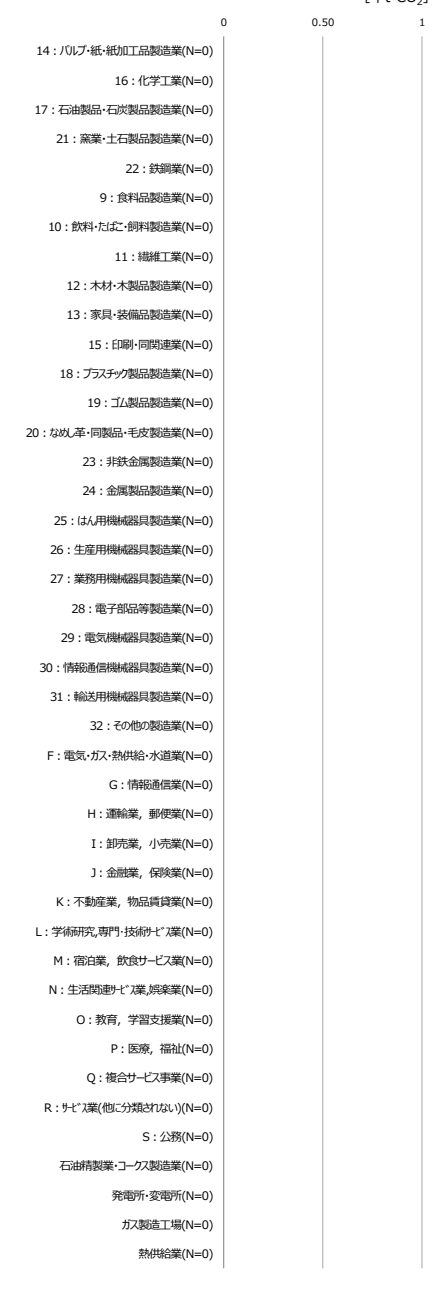 [千t-CO2]
0 0.50 1
14：パルプ・紙・紙加工品製造業(N=0)
16：化学工業(N=0)
17：石油製品・石炭製品製造業(N=0)
21：窯業・土石製品製造業(N=0)
22：鉄鋼業(N=0)
9：食料品製造業(N=0)
10：飲料・たばこ・飼料製造業(N=0)
11：繊維工業(N=0)
12：木材・木製品製造業(N=0)
13：家具・装備品製造業(N=0)
15：印刷・同関連業(N=0)
18：プラスチック製品製造業(N=0)
19：ゴム製品製造業(N=0)
20：なめし革・同製品・毛皮製造業(N=0)
23：非鉄金属製造業(N=0)
24：金属製品製造業(N=0)
25：はん用機械器具製造業(N=0)
26：生産用機械器具製造業(N=0)
27：業務用機械器具製造業(N=0)
28：電子部品等製造業(N=0)
29：電気機械器具製造業(N=0)
30：情報通信機械器具製造業(N=0)
31：輸送用機械器具製造業(N=0)
32：その他の製造業(N=0)
F：電気・ガス・熱供給・水道業(N=0)
G：情報通信業(N=0)
H：運輸業，郵便業(N=0)
I：卸売業，小売業(N=0)
J：金融業，保険業(N=0)
K：不動産業，物品賃貸業(N=0)
L：学術研究,専門・技術ｻｰﾋﾞｽ業(N=0)
M：宿泊業，飲食サービス業(N=0)
N：生活関連ｻｰﾋﾞｽ業,娯楽業(N=0)
O：教育，学習支援業(N=0)
P：医療，福祉(N=0)
Q：複合サービス事業(N=0)
R：ｻｰﾋﾞｽ業(他に分類されない)(N=0)
S：公務(N=0)
石油精製業・コークス製造業(N=0)
発電所・変電所(N=0)
ガス製造工場(N=0)
熱供給業(N=0)